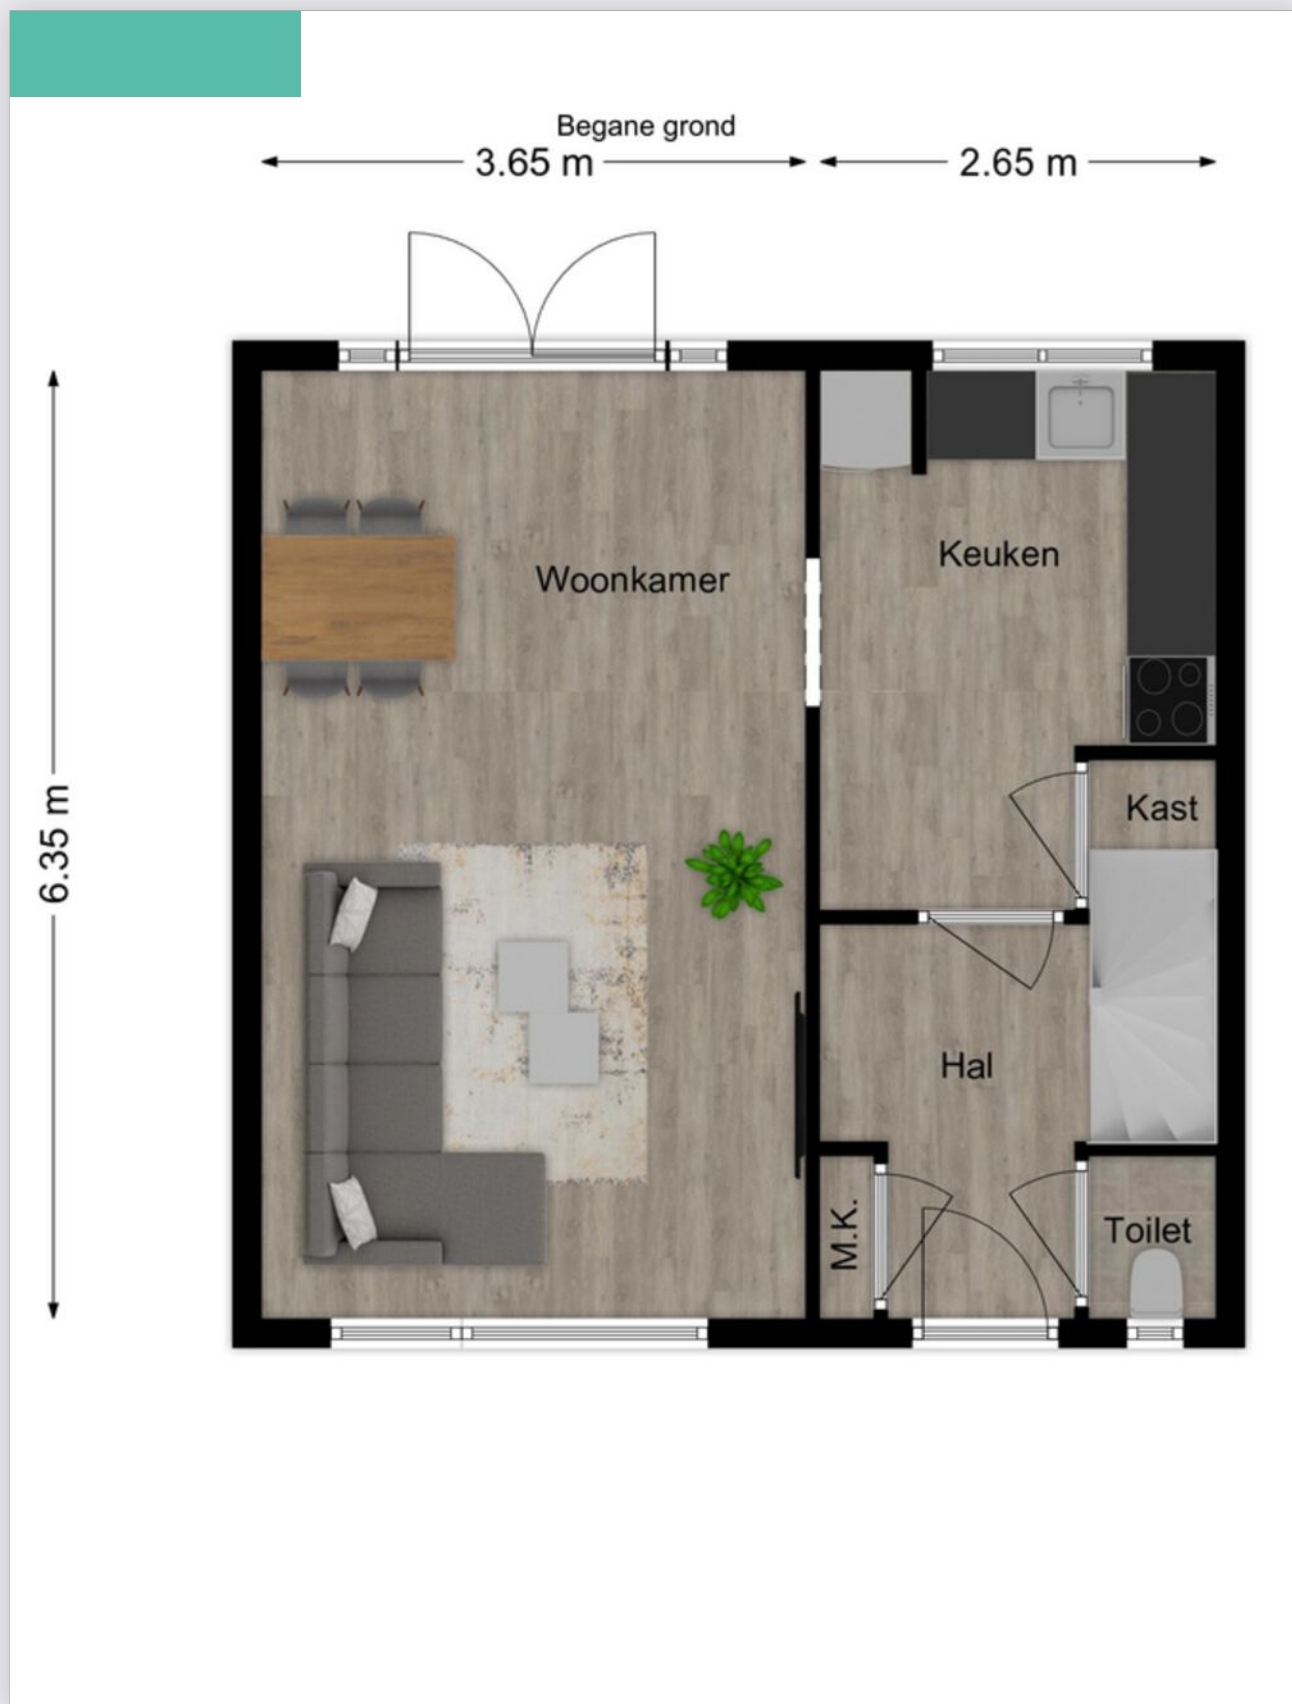 Begane grond
3.65 m
2.65 m
Keuken
Woonkamer
Kast
6.35 m
Hal
M.K.
Toilet